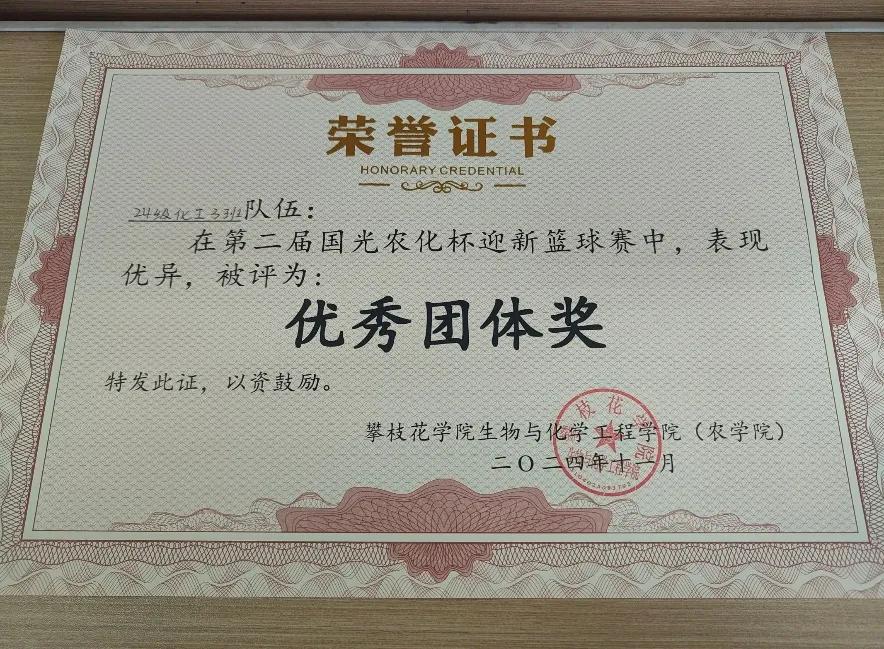 荣誉证书
HONORARY CREDENTIAL
24级化工3班队伍：
在第二届国光农化杯迎新篮球赛中，表现
优异，被评为：
优秀团体奖
特发此证，以资鼓励。
攀枝花学院生物与化学工程学院（农学院）
二〇二四年十一月